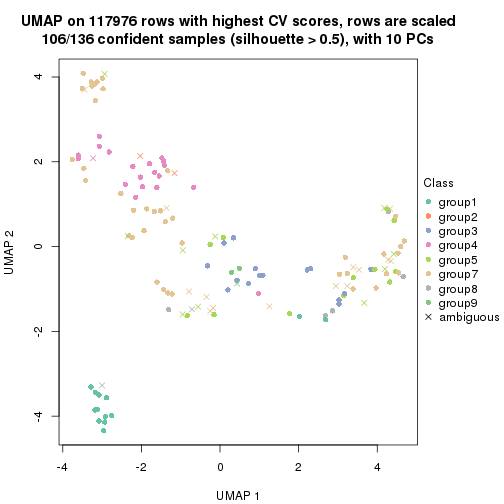 UMAP on 117976 rows with highest CV scores, rows are scaled
106/136 confident samples (silhouette > 0.5), with 10 PCs
4
2
0
-2
-4
UMAP 2
-4
-2
0
2
4
UMAP 1
Class
group1
group2
group3
group4
group5
group7
group8
group9
ambiguous